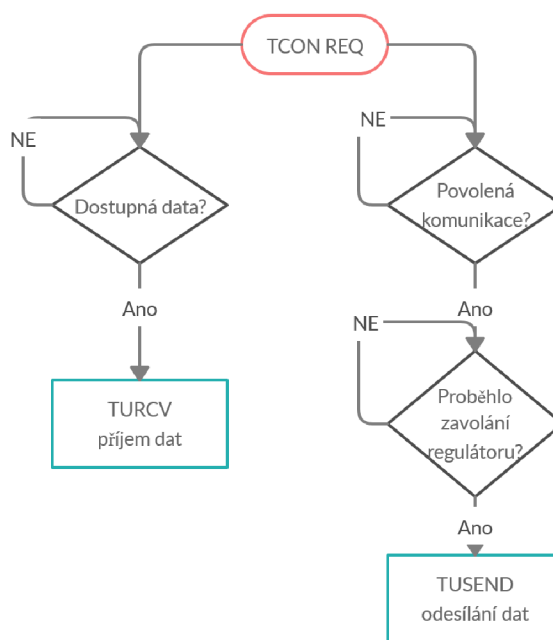 TCON REQ
NE
Dostupná data?
Ano
TURCV
příjem dat
NE
Povolená
komunikace?
Ano
NE
Proběhlo
zavolání
regulátoru?
Ano
TUSEND
odesílání dat